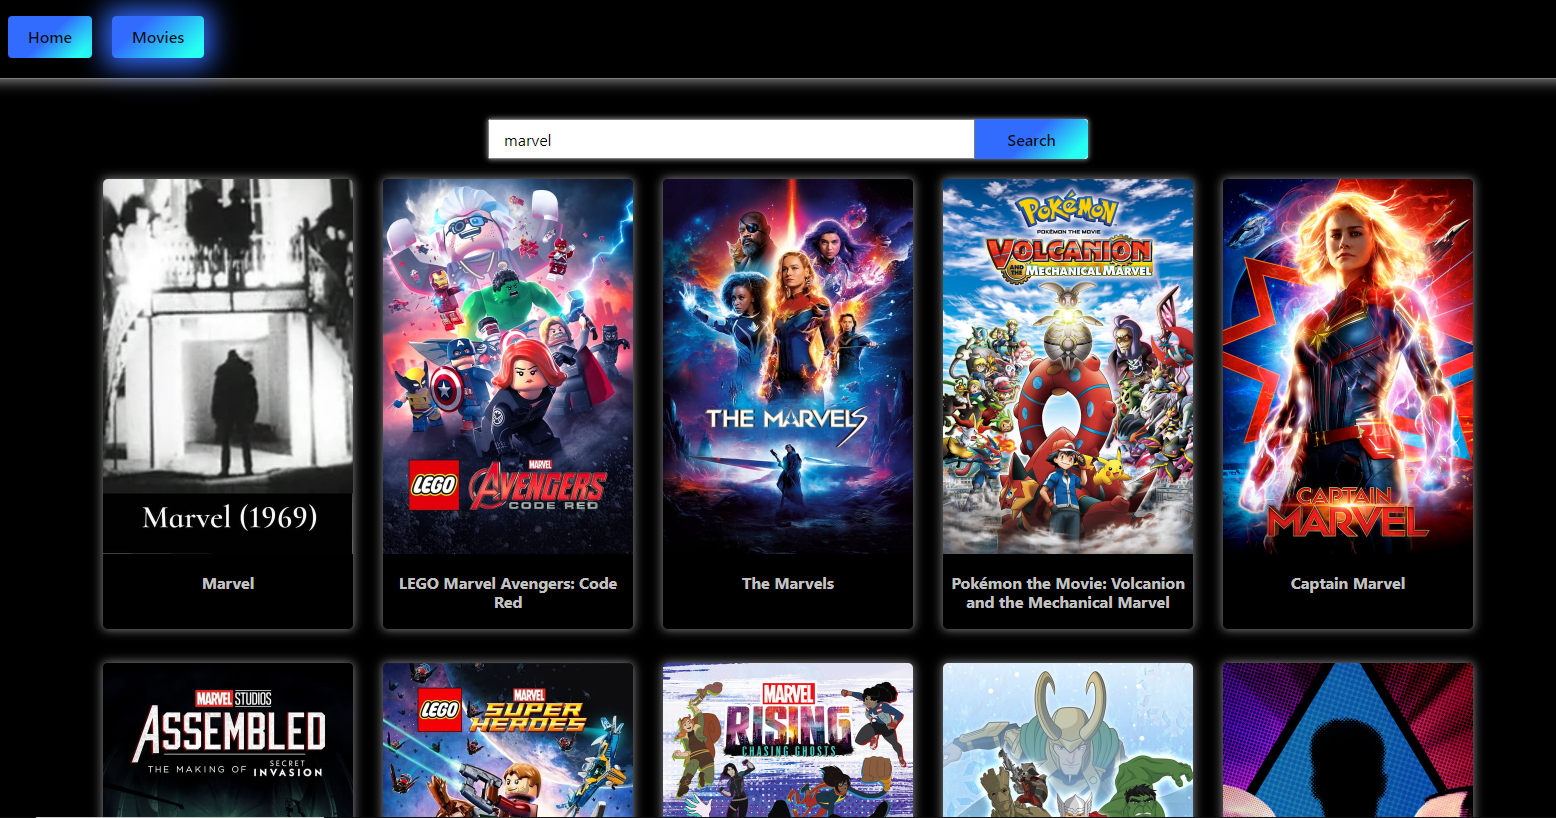 Home
Movies
marvel
Search
Marvel (1969)
Marvel
LEGO
MARVEL
AVENGERS
CODE RED
LEGO Marvel Avengers: Code
Red
THE MARVELS
The Marvels
POKÉMON
POKÉMON THE MOVIE
VOLCANION
AND THE
MECHANICAL MARVEL
Pokémon the Movie: Volcanion
and the Mechanical Marvel
CAPTAIN
MARVEL
Captain Marvel
MARVEL STUDIOS
ASSEMBLED
THE MAKING OF SECRET INVASION
LEGO
MARVEL
SUPER
HEROES
MARVEL
RISING
CHASING GHOSTS